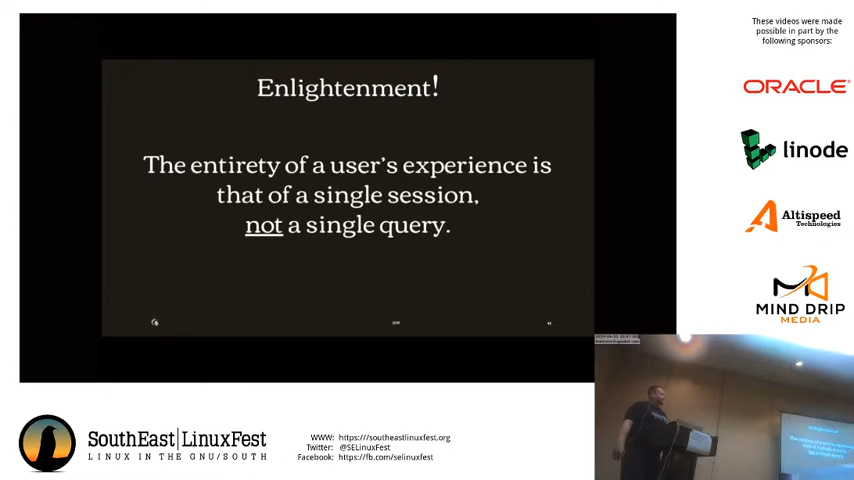 These videos were made
possible in part by the
following sponsors:
ORACLE
linode
Altispeed
Technologies
MIND DRIP
MEDIA
Enlightenment!
The entirety of a user's experience is
that of a single session,
not a single query.
SouthEast|LinuxFest
LINUX IN THE GNU/SOUTH
WWW: https:///southeastlinuxfest.org
Twitter: @SELinuxFest
Facebook: https://fb.com/selinuxfest